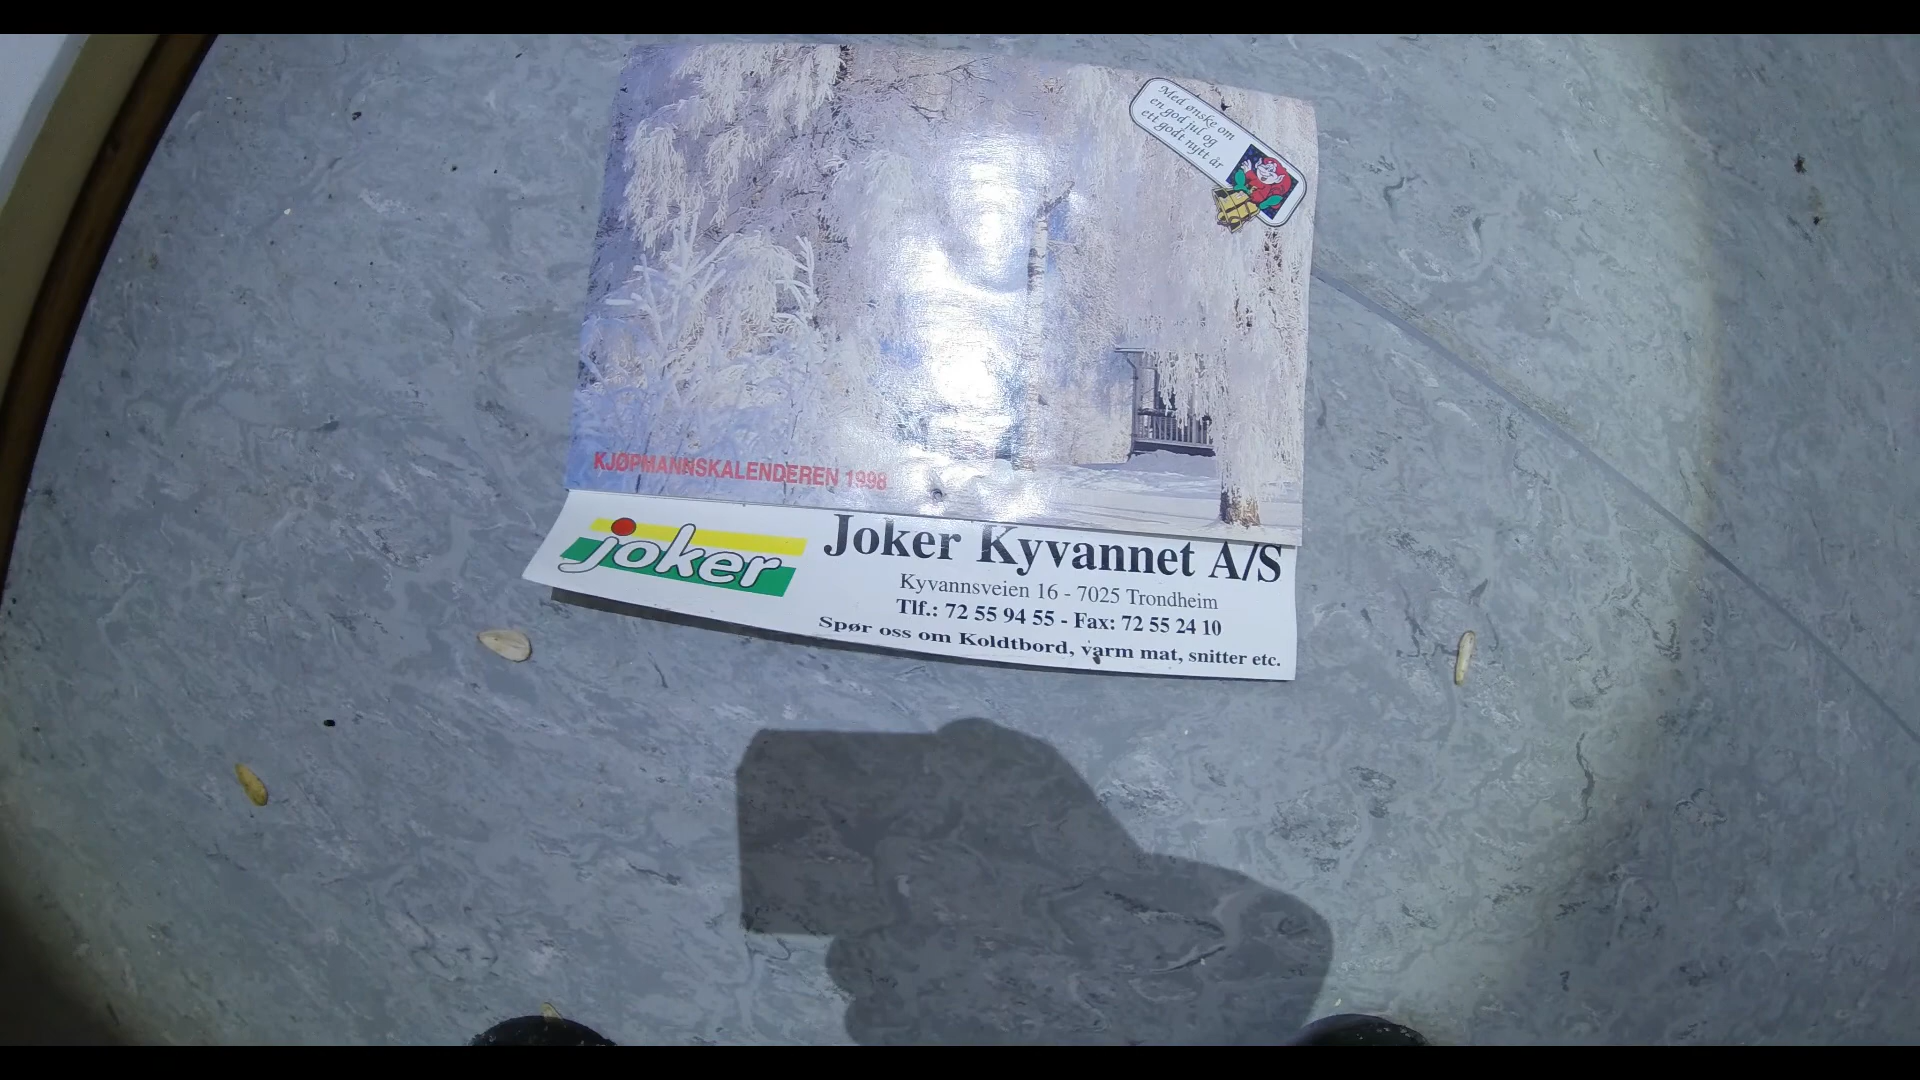 Med ønske om
en god jul og
ett godt nytt år
KJØPMANNSKALENDEREN 1998
joker
Joker Kyvannet A/S
Kyvannsveien 16 - 7025 Trondheim
Tlf.: 72 55 94 55 - Fax: 72 55 24 10
Spør oss om Koldtbord, varm mat, snitter etc.